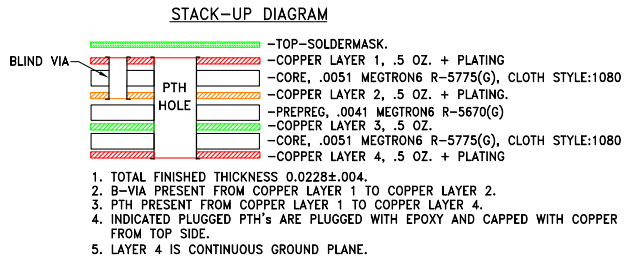 STACK-UP DIAGRAM
-TOP-SOLDERMASK.
-COPPER LAYER 1, .5 OZ. + PLATING
BLIND VIA
-CORE, .0051 MEGTRON6 R-5775(G), CLOTH STYLE:1080
PTH
HOLE
-COPPER LAYER 2, .5 OZ. + PLATING.
-PREPREG, .0041 MEGTRON6 R-5670(G)
-COPPER LAYER 3, .5 OZ.
-CORE, .0051 MEGTRON6 R-5775(G), CLOTH STYLE:1080
-COPPER LAYER 4, .5 OZ. + PLATING
1. TOTAL FINISHED THICKNESS 0.0228±.004.
2. B-VIA PRESENT FROM COPPER LAYER 1 TO COPPER LAYER 2.
3. PTH PRESENT FROM COPPER LAYER 1 TO COPPER LAYER 4.
4. INDICATED PLUGGED PTH's ARE PLUGGED WITH EPOXY AND CAPPED WITH COPPER
FROM TOP SIDE.
5. LAYER 4 IS CONTINUOUS GROUND PLANE.